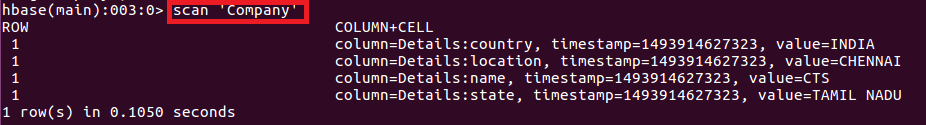 hbase(main):003:0> scan 'Company'
ROW COLUMN+CELL
1 column=Details:country, timestamp=1493914627323, value=INDIA
1 column=Details:location, timestamp=1493914627323, value=CHENNAI
1 column=Details:name, timestamp=1493914627323, value=CTS
1 column=Details:state, timestamp=1493914627323, value=TAMIL NADU
1 row(s) in 0.1050 seconds